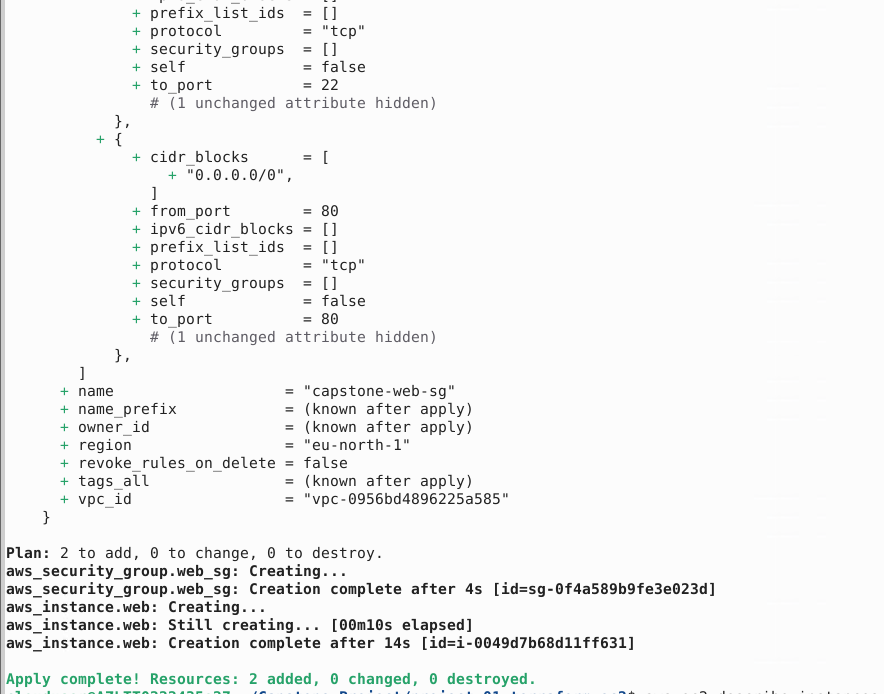 + prefix_list_ids = []
+ protocol = "tcp"
+ security_groups = []
+ self = false
+ to_port = 22
# (1 unchanged attribute hidden)
},
+ {
+ cidr_blocks = [
+ "0.0.0.0/0",
]
+ from_port = 80
+ ipv6_cidr_blocks = []
+ prefix_list_ids = []
+ protocol = "tcp"
+ security_groups = []
+ self = false
+ to_port = 80
# (1 unchanged attribute hidden)
},
]
+ name = "capstone-web-sg"
+ name_prefix = (known after apply)
+ owner_id = (known after apply)
+ region = "eu-north-1"
+ revoke_rules_on_delete = false
+ tags_all = (known after apply)
+ vpc_id = "vpc-0956bd4896225a585"
}
Plan: 2 to add, 0 to change, 0 to destroy.
aws_security_group.web_sg: Creating...
aws_security_group.web_sg: Creation complete after 4s [id=sg-0f4a589b9fe3e023d]
aws_instance.web: Creating...
aws_instance.web: Still creating... [00m10s elapsed]
aws_instance.web: Creation complete after 14s [id=i-0049d7b68d11ff631]
Apply complete! Resources: 2 added, 0 changed, 0 destroyed.